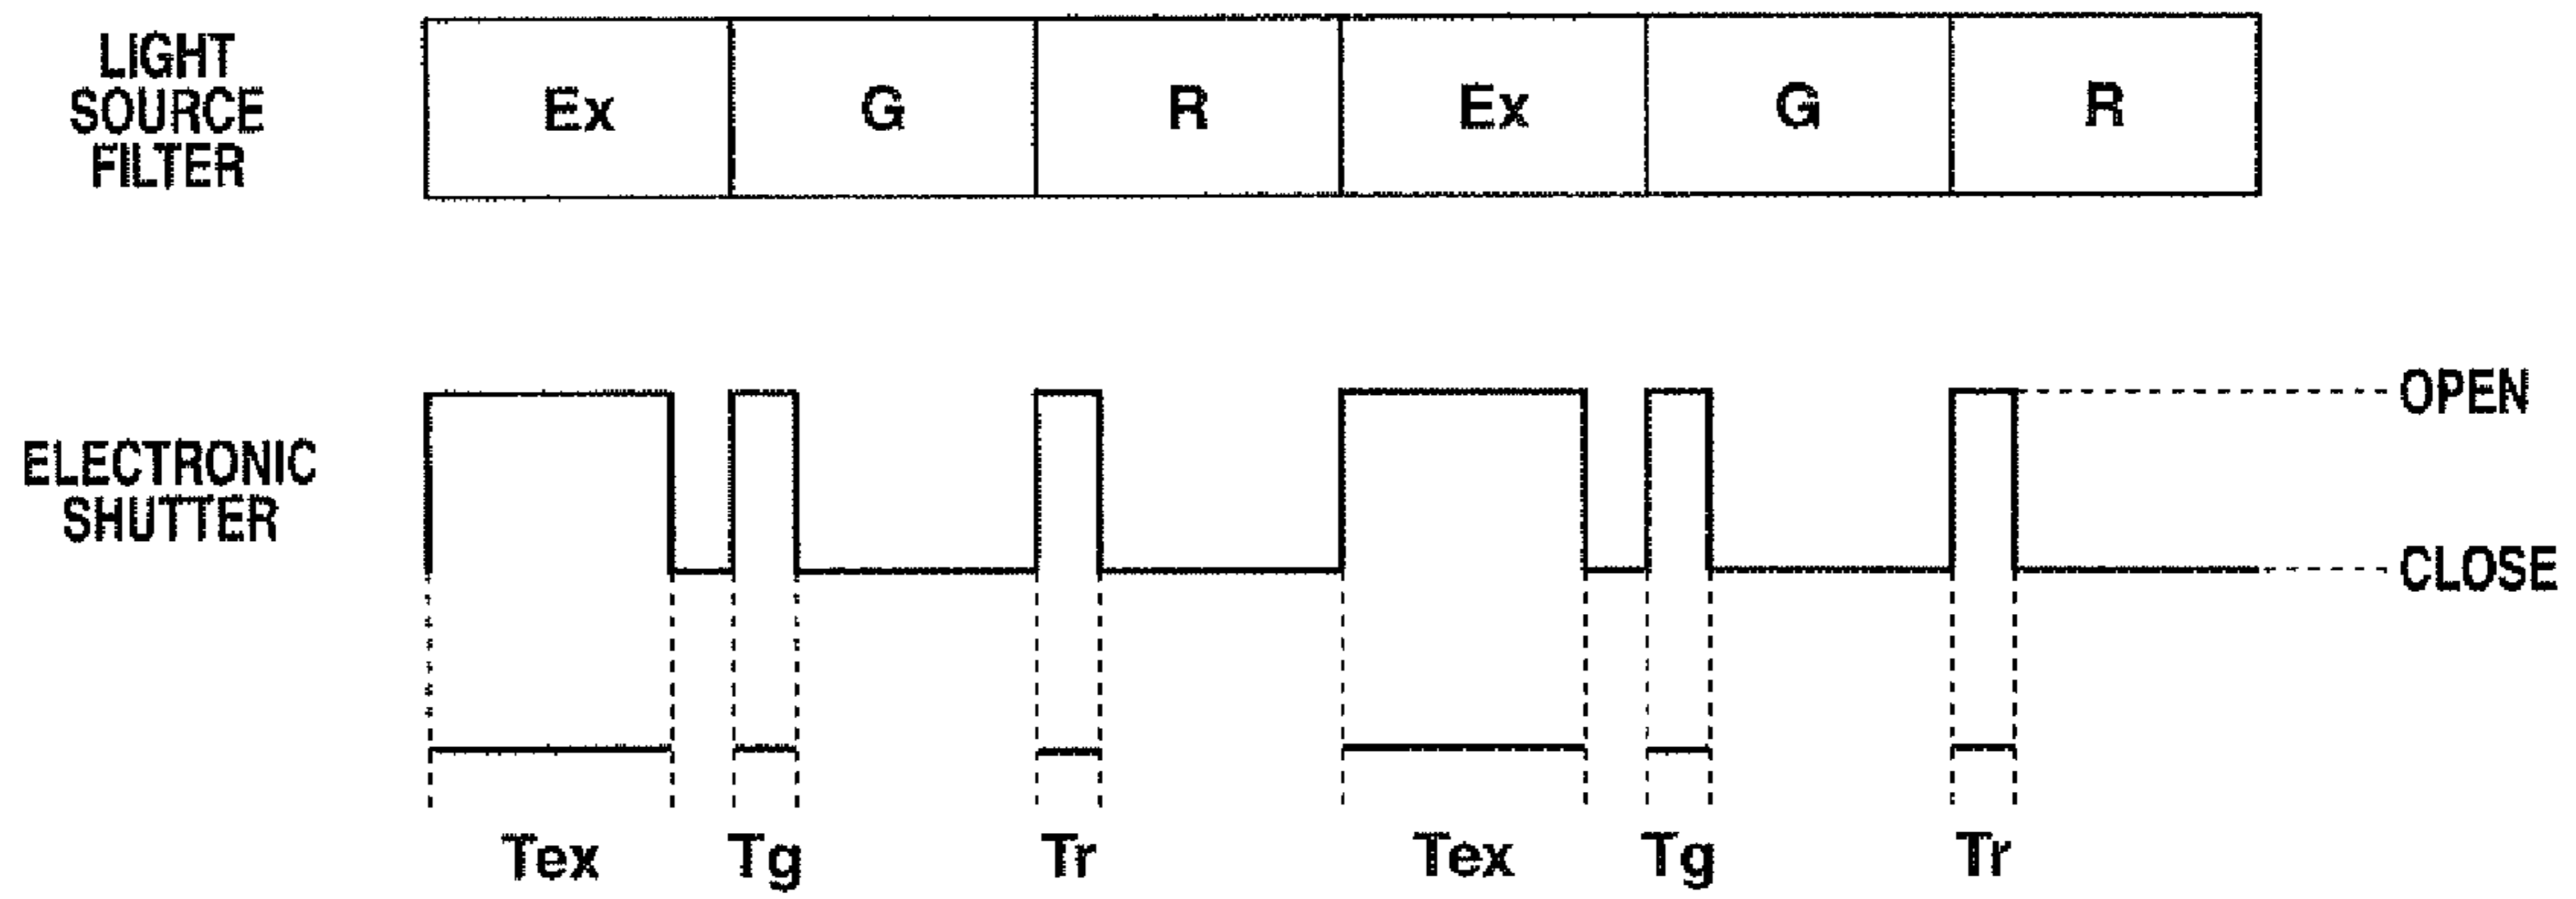 LIGHT
SOURCE
FILTER
Ex G R Ex G R
OPEN
ELECTRONIC
SHUTTER
CLOSE
Tex Tg Tr Tex Tg Tr